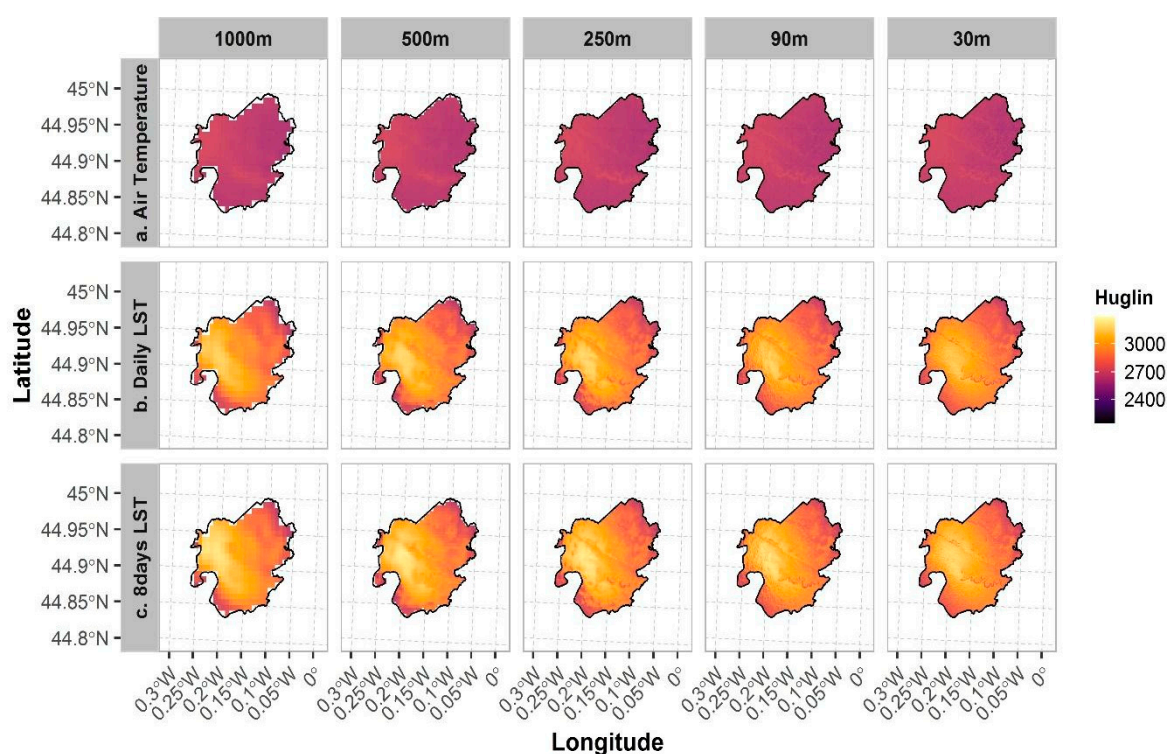 1000m 500m 250m 90m 30m
a. Air Temperature
45°N
44.95°N
44.9°N
44.85°N
44.8°N
b. Daily LST
45°N
44.95°N
44.9°N
44.85°N
44.8°N
c. 8days LST
45°N
44.95°N
44.9°N
44.85°N
44.8°N
Latitude
Huglin
3000
2700
2400
0.3°W 0.25°W 0.2°W 0.15°W 0.1°W 0.05°W 0°
0.3°W 0.25°W 0.2°W 0.15°W 0.1°W 0.05°W 0°
0.3°W 0.25°W 0.2°W 0.15°W 0.1°W 0.05°W 0°
0.3°W 0.25°W 0.2°W 0.15°W 0.1°W 0.05°W 0°
0.3°W 0.25°W 0.2°W 0.15°W 0.1°W 0.05°W 0°
Longitude